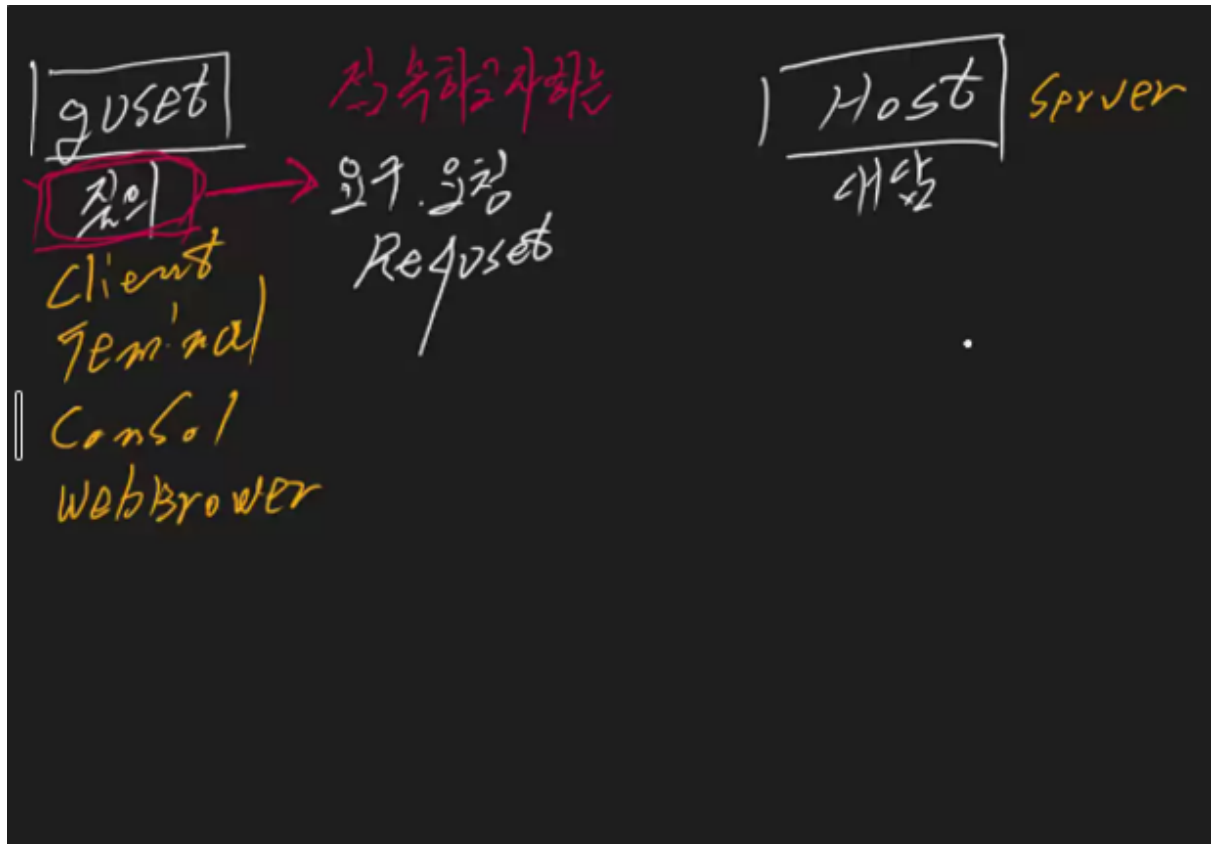 guset
질의
Client
Teminal
Consol
WebBrower
접속하고자하는
요구.요청
Requset
Host
대답
Server